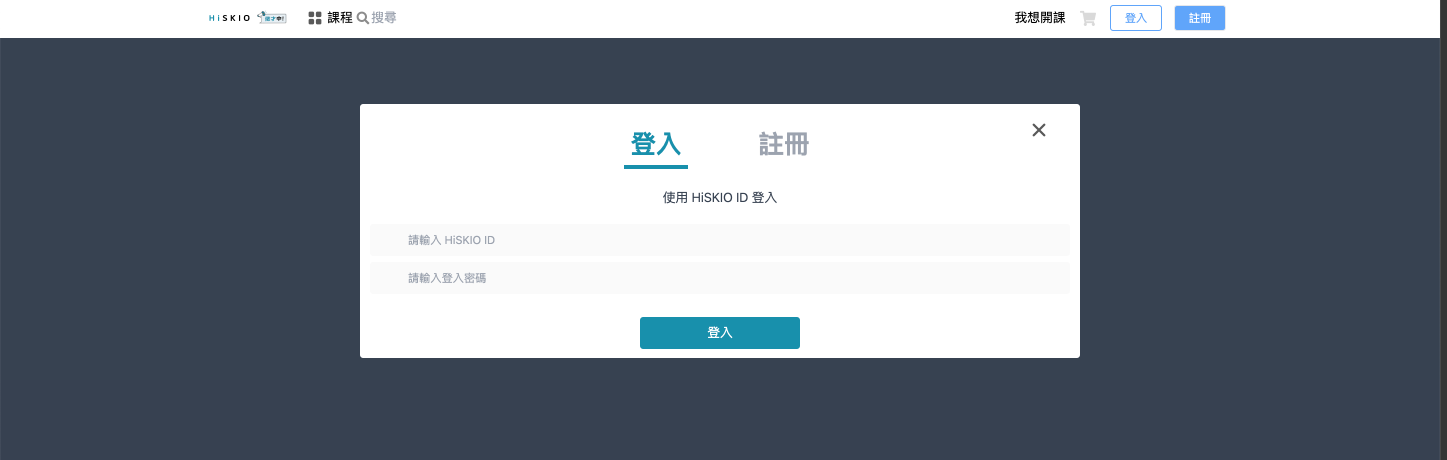 HiSKIO
課程
搜尋
我想開課
登入
註冊
登入
註冊
使用 HiSKIO ID 登入
請輸入 HiSKIO ID
請輸入登入密碼
登入